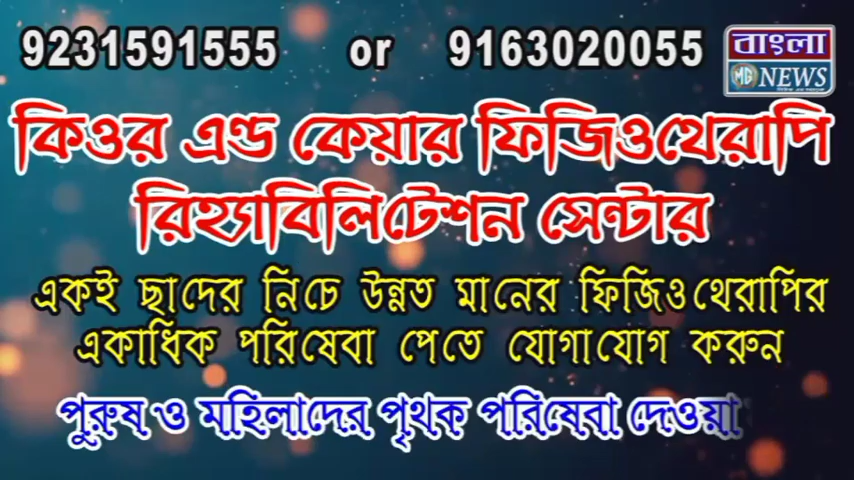 9231591555 or 9163020055
বাংলা
MG NEWS
কিওর এণ্ড কেয়ার ফিজিওথেরাপি
রিহ্যাবিলিটেশন সেন্টার
একই ছাদের নিচে উন্নত মানের ফিজিওথেরাপির
একাধিক পরিষেবা পেতে যোগাযোগ করুন
পুরুষ ও মহিলাদের পৃথক পরিষেবা দেওয়া